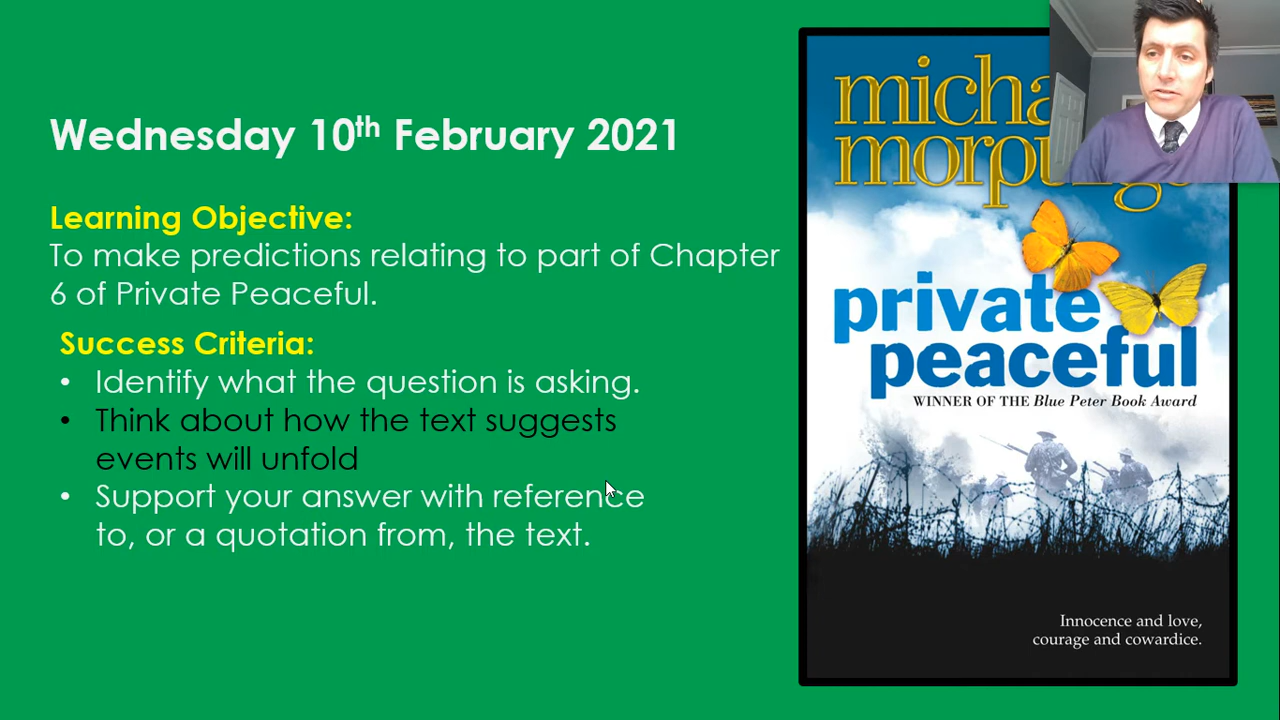 Wednesday 10th February 2021
Learning Objective:
To make predictions relating to part of Chapter
6 of Private Peaceful.
Success Criteria:
• Identify what the question is asking.
• Think about how the text suggests
events will unfold
• Support your answer with reference
to, or a quotation from, the text.
private
peaceful
WINNER OF THE Blue Peter Book Award
Innocence and love,
courage and cowardice.